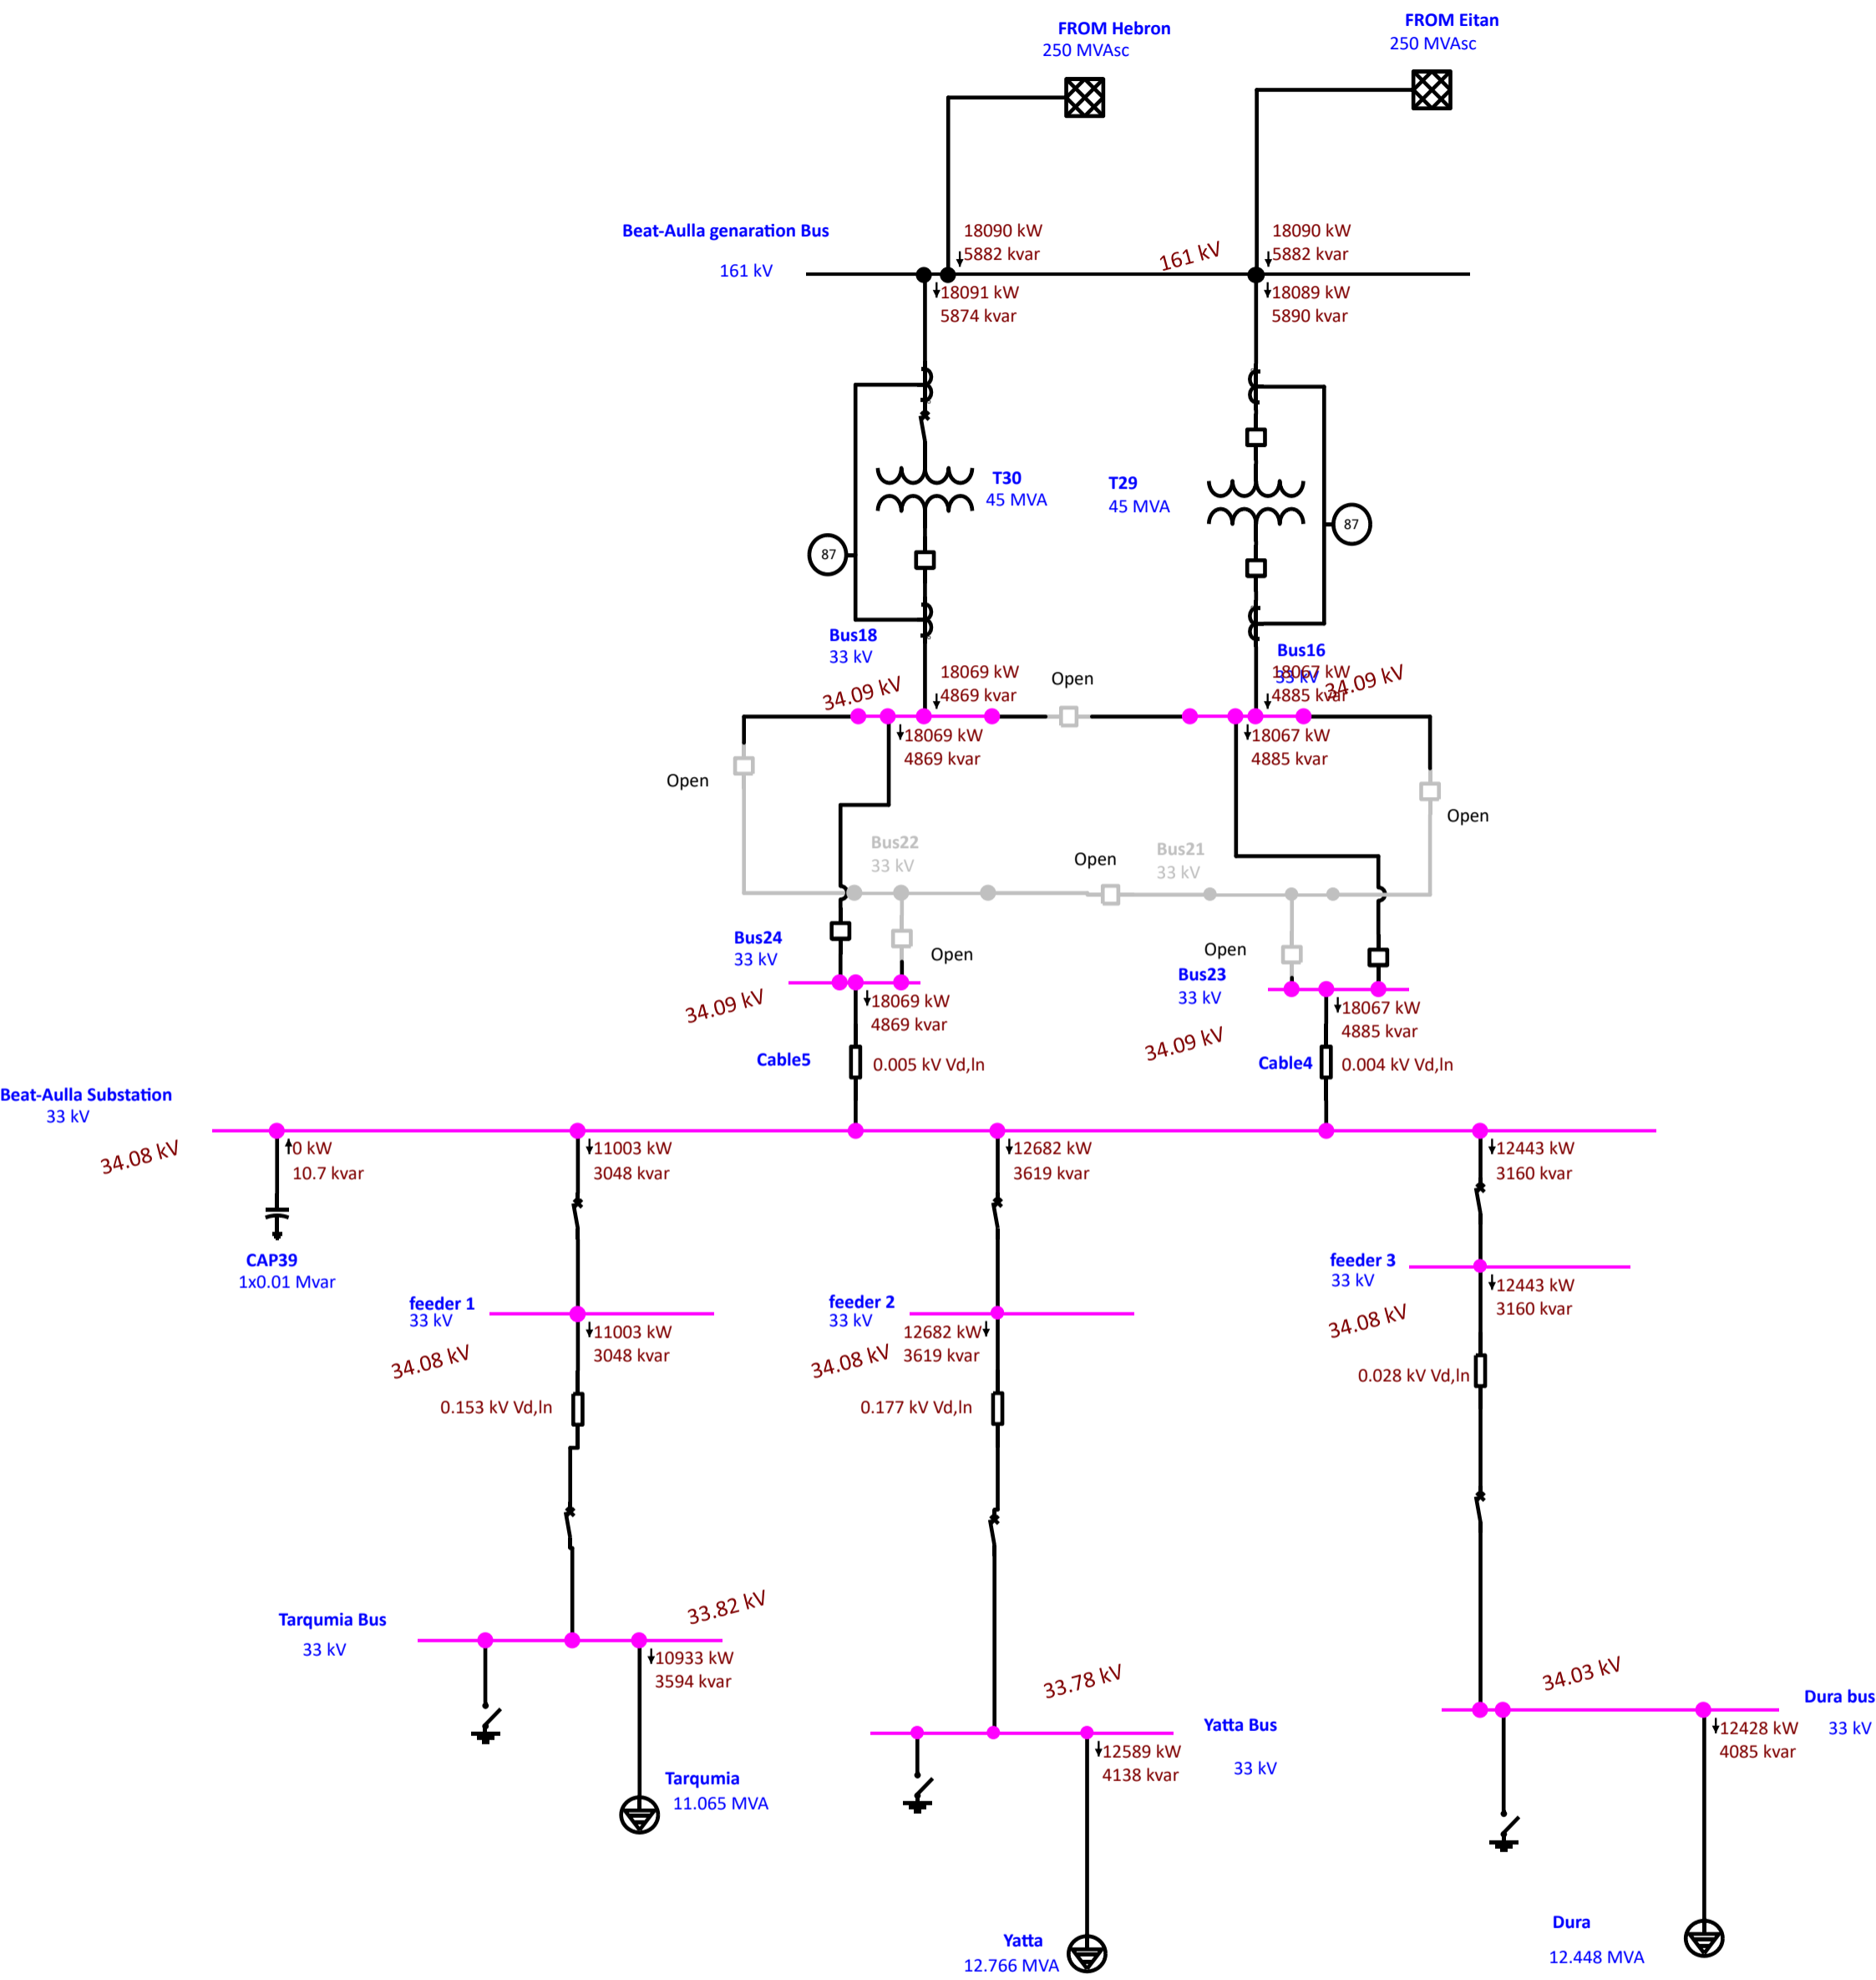 FROM Hebron
250 MVAsc
FROM Eitan
250 MVAsc
Beat-Aulla genaration Bus
161 kV
18090 kW
5882 kvar
161 kV
18090 kW
5882 kvar
18091 kW
5874 kvar
18089 kW
5890 kvar
T30
45 MVA
T29
45 MVA
87
87
Bus18
33 kV
Bus16
33 kV
34.09 kV
18069 kW
4869 kvar
Open
18067 kW
4885 kvar
34.09 kV
18069 kW
4869 kvar
18067 kW
4885 kvar
Open
Open
Bus22
33 kV
Open
Bus21
33 kV
Bus24
33 kV
Open
Open
Bus23
33 kV
34.09 kV
18069 kW
4869 kvar
34.09 kV
18067 kW
4885 kvar
Cable5
0.005 kV Vd,ln
Cable4
0.004 kV Vd,ln
Beat-Aulla Substation
33 kV
34.08 kV
0 kW
10.7 kvar
11003 kW
3048 kvar
12682 kW
3619 kvar
12443 kW
3160 kvar
CAP39
1x0.01 Mvar
feeder 1
33 kV
feeder 2
33 kV
feeder 3
33 kV
34.08 kV
11003 kW
3048 kvar
34.08 kV
12682 kW
3619 kvar
34.08 kV
12443 kW
3160 kvar
0.153 kV Vd,ln
0.177 kV Vd,ln
0.028 kV Vd,ln
Tarqumia Bus
33 kV
33.82 kV
10933 kW
3594 kvar
33.78 kV
Yatta Bus
33 kV
12589 kW
4138 kvar
34.03 kV
Dura bus
33 kV
12428 kW
4085 kvar
Tarqumia
11.065 MVA
Yatta
12.766 MVA
Dura
12.448 MVA